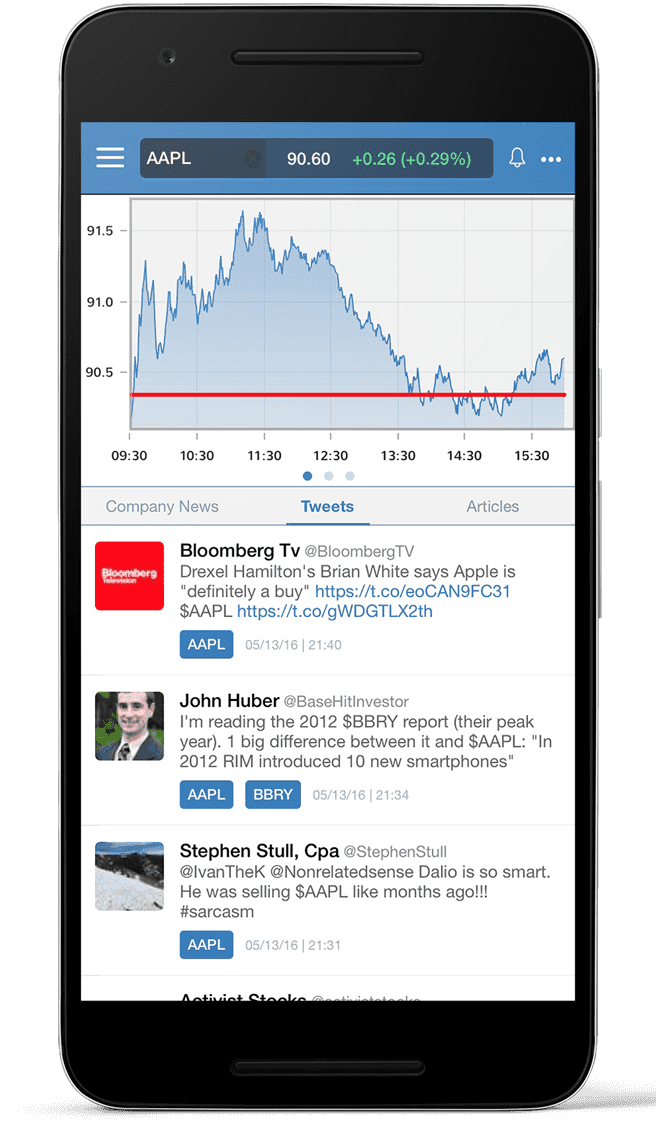 AAPL 90.60 +0.26 (+0.29%)
91.5
91.0
90.5
09:30 10:30 11:30 12:30 13:30 14:30 15:30
Company News Tweets Articles
Bloomberg
Television
Bloomberg Tv @BloombergTV
Drexel Hamilton's Brian White says Apple is
"definitely a buy" https://t.co/eoCAN9FC31
$AAPL https://t.co/gWDGTLX2th
AAPL 05/13/16 | 21:40
John Huber @BaseHitInvestor
I'm reading the 2012 $BBRY report (their peak
year). 1 big difference between it and $AAPL: "In
2012 RIM introduced 10 new smartphones"
AAPL BBRY 05/13/16 | 21:34
Stephen Stull, Cpa @StephenStull
@IvanTheK @Nonrelatedsense Dalio is so smart.
He was selling $AAPL like months ago!!!
#sarcasm
AAPL 05/13/16 | 21:31
Activist Stocks @activiststocks